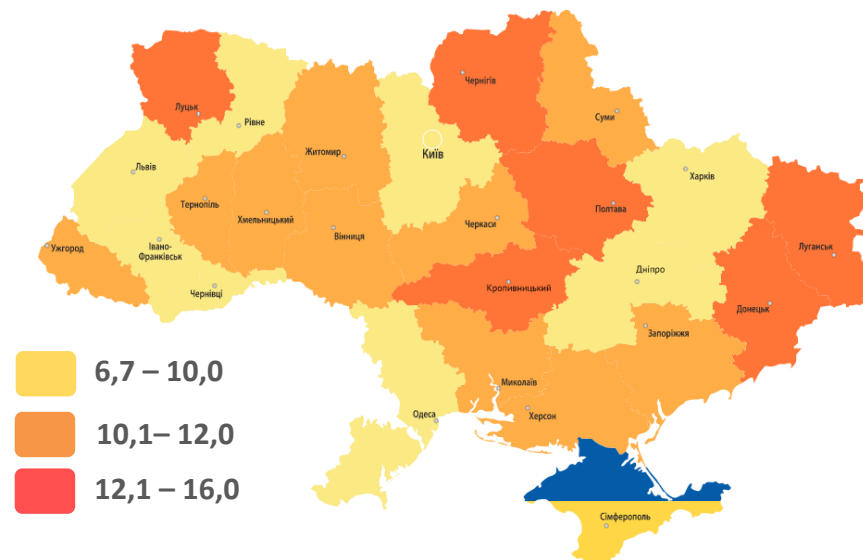 Чернігів
Луцьк
Суми
Рівне
Житомир
Київ
Львів
Харків
Тернопіль
Полтава
Хмельницький
Черкаси
Вінниця
Ужгород
Івано-
Франківськ
Луганськ
Дніпро
Кропивницький
Чернівці
Донецьк
Запоріжжя
6,7 – 10,0
Миколаїв
Херсон
Одеса
10,1– 12,0
12,1 – 16,0
Сімферополь